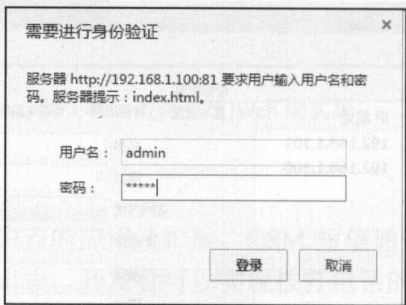 需要进行身份验证
×
服务器 http://192.168.1.100:81 要求用户输入用户名和密
码。服务器提示：index.html。
用户名： admin
密码： *****
登录
取消